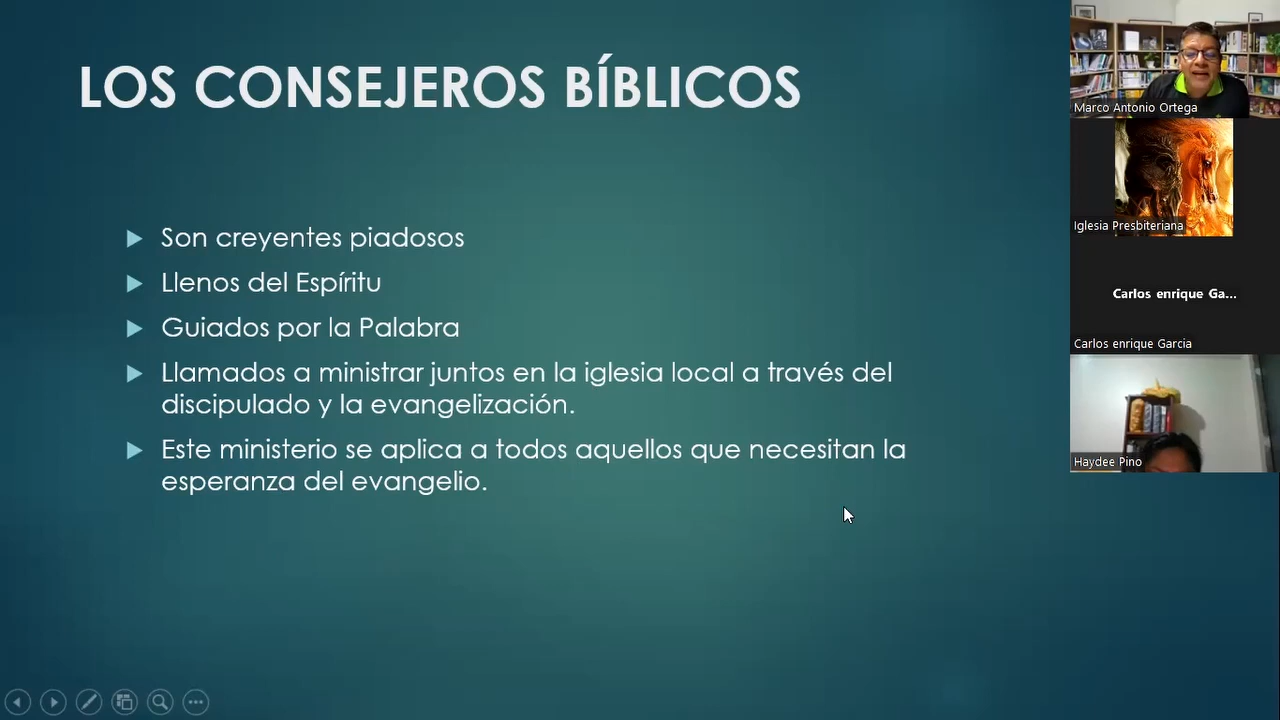 LOS CONSEJEROS BÍBLICOS
Son creyentes piadosos
Llenos del Espíritu
Guiados por la Palabra
Llamados a ministrar juntos en la iglesia local a través del
discipulado y la evangelización.
Este ministerio se aplica a todos aquellos que necesitan la
esperanza del evangelio.
Marco Antonio Ortega
Iglesia Presbiteriana
Carlos enrique Ga...
Carlos enrique Garcia
Haydee Pino